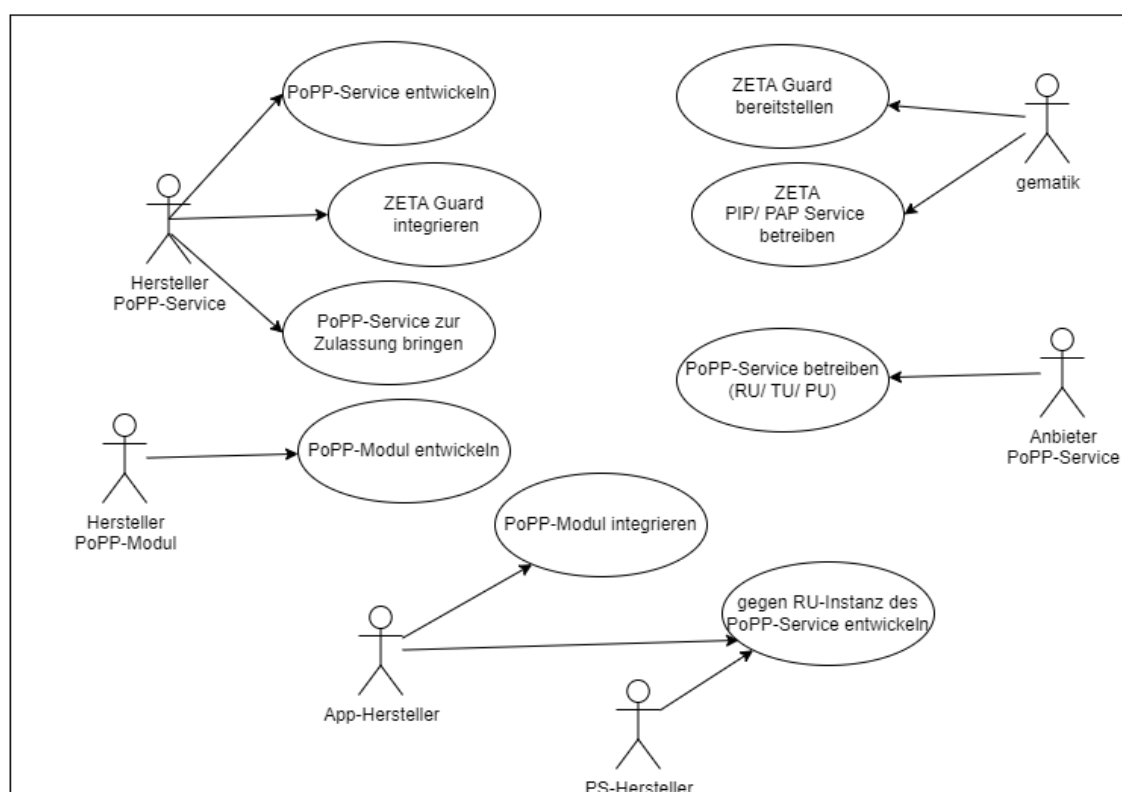 PoPP-Service entwickeln
ZETA Guard
bereitstellen
gematik
ZETA Guard
integrieren
ZETA
PIP/ PAP Service
betreiben
Hersteller
PoPP-Service
PoPP-Service zur
Zulassung bringen
PoPP-Service betreiben
(RU/ TU/ PU)
Anbieter
PoPP-Service
PoPP-Modul entwickeln
Hersteller
PoPP-Modul
PoPP-Modul integrieren
gegen RU-Instanz des
PoPP-Service entwickeln
App-Hersteller
PS-Hersteller